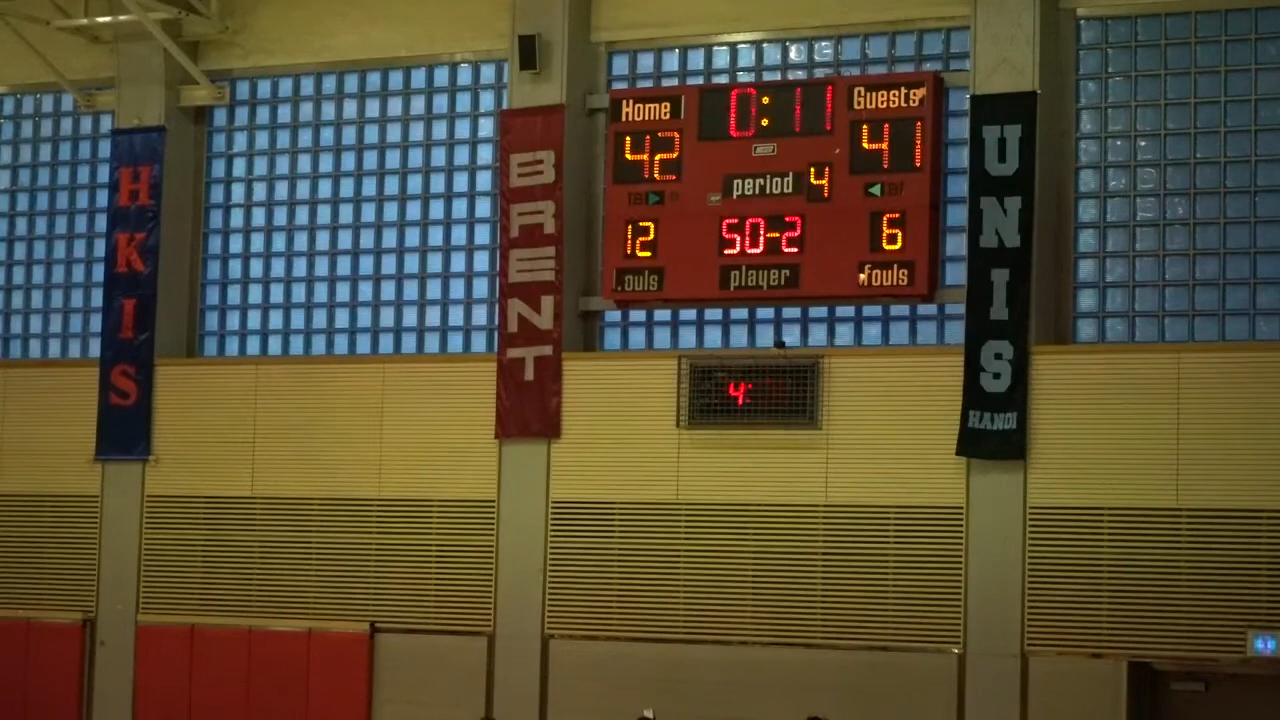 HKIS
BRENT
Home
0:11
Guests
42
41
period 4
12
50-2
6
ouls
player
fouls
4:
UNIS
HANOI